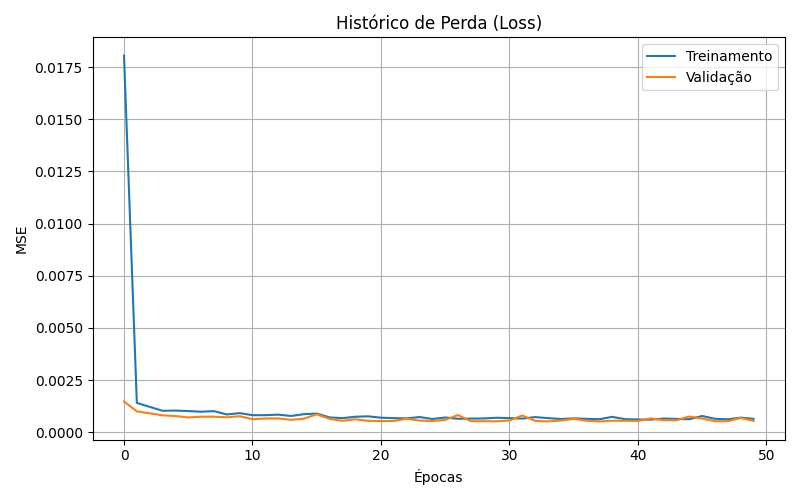 Histórico de Perda (Loss)
Treinamento
Validação
MSE
0.0175
0.0150
0.0125
0.0100
0.0075
0.0050
0.0025
0.0000
0 10 20 30 40 50
Épocas